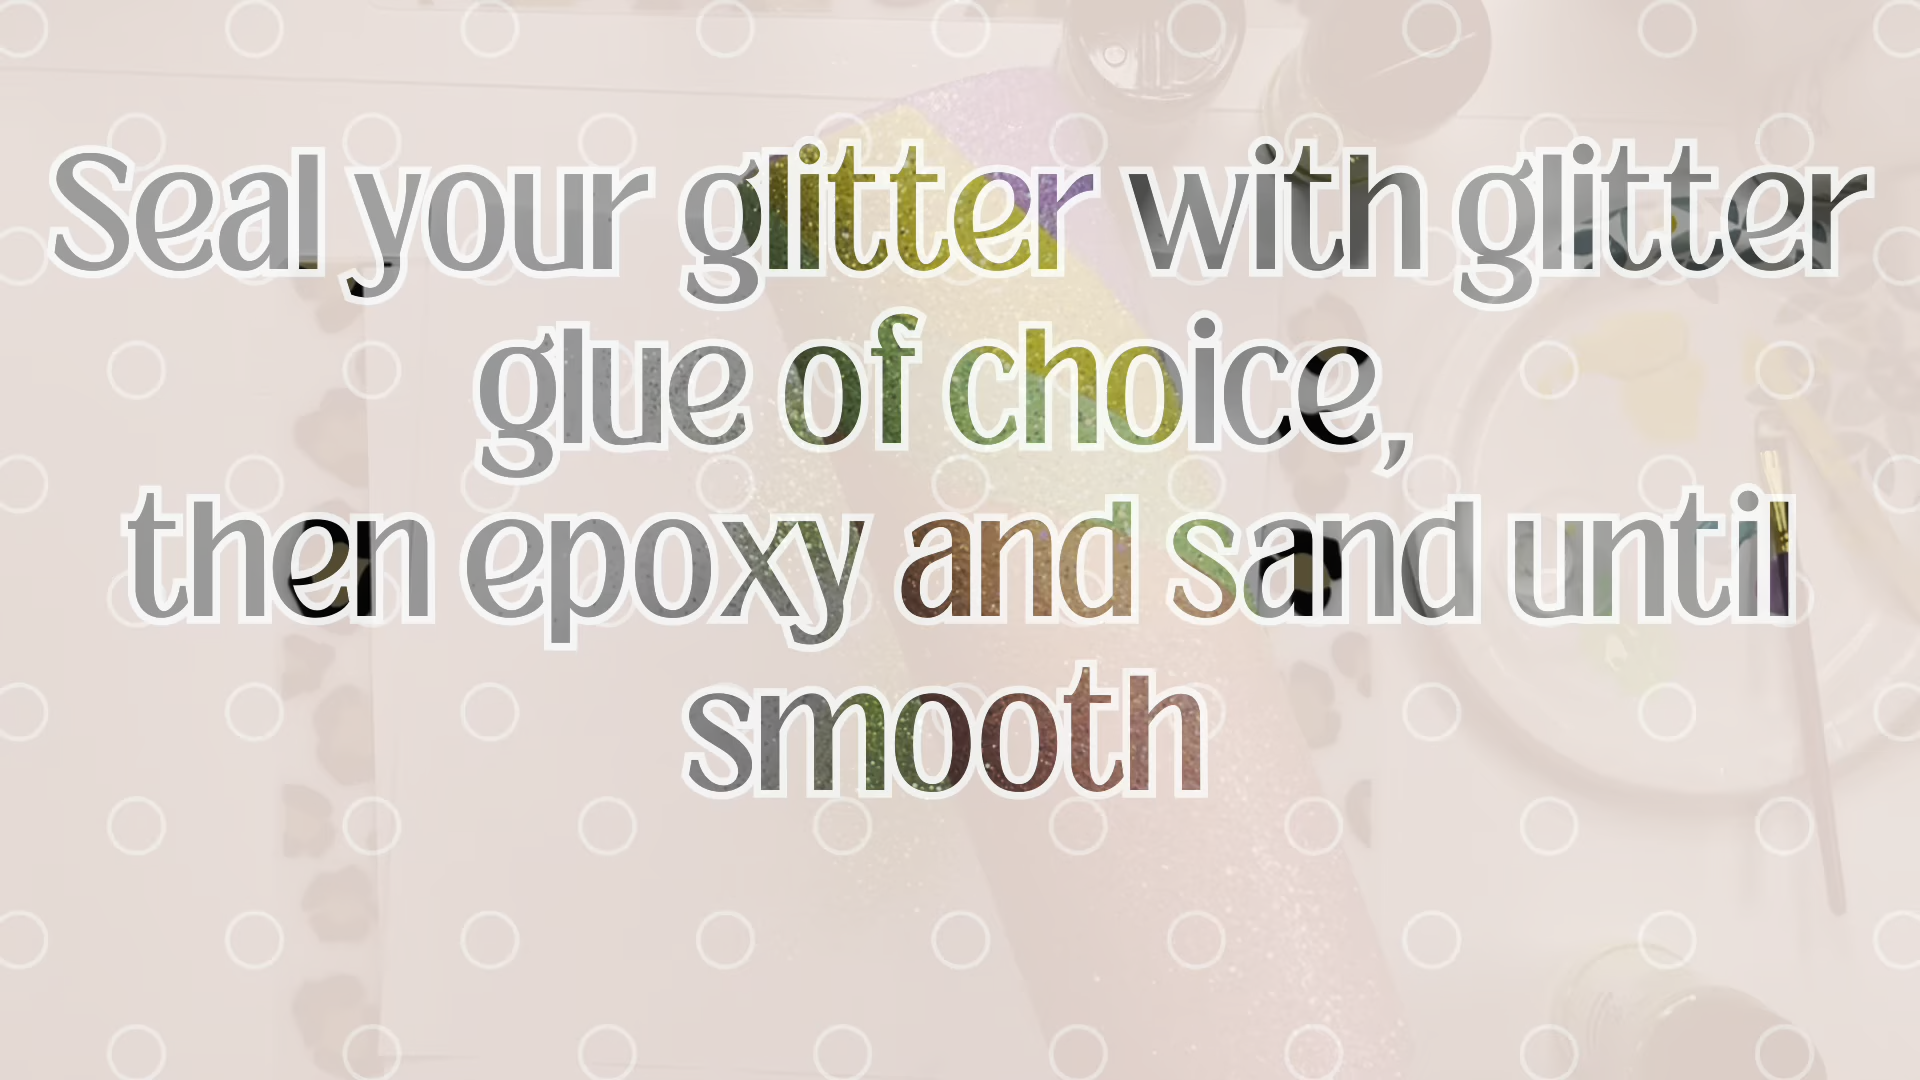 Seal your glitter with glitter
glue of choice,
then epoxy and sand until
smooth